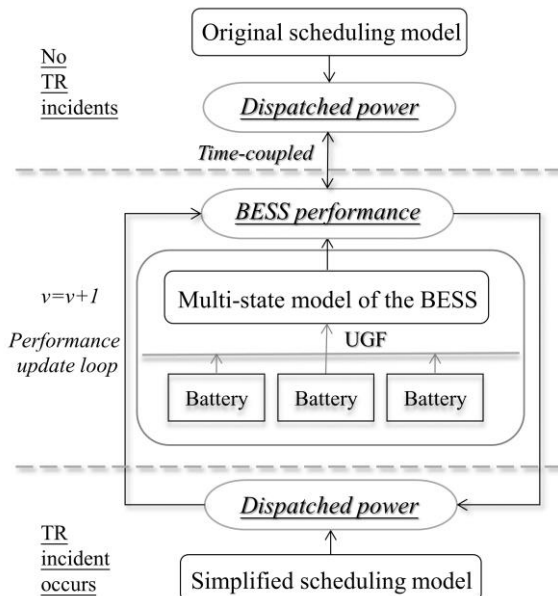 Original scheduling model
No
TR
incidents
Dispatched power
Time-coupled
BESS performance
v=v+1
Performance
update loop
Multi-state model of the BESS
UGF
Battery Battery Battery
Dispatched power
TR
incident
occurs
Simplified scheduling model